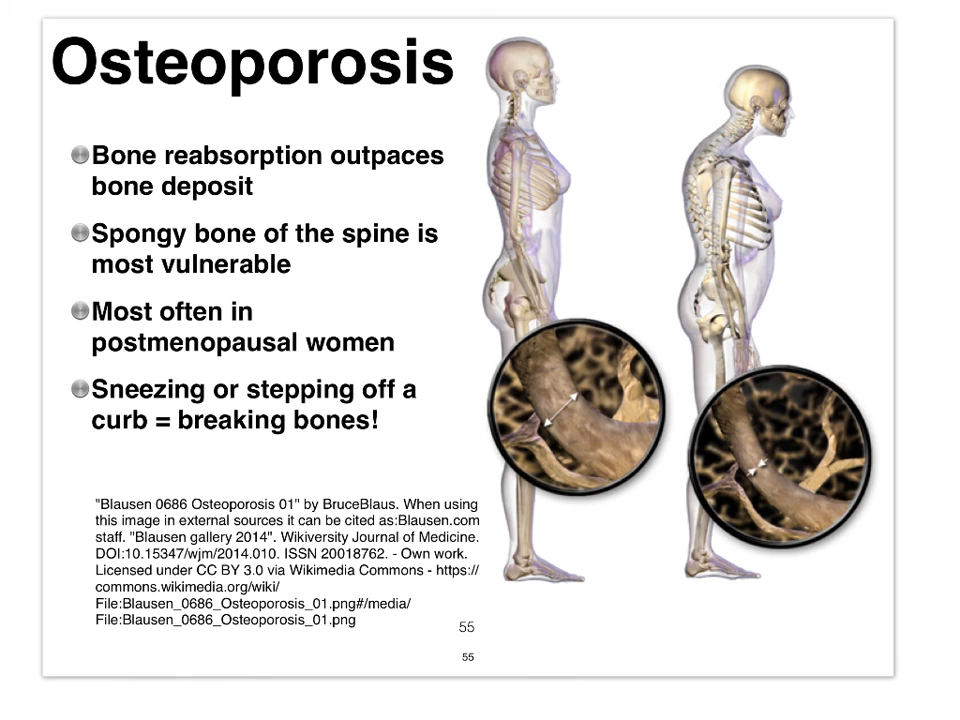 Osteoporosis
Bone reabsorption outpaces
bone deposit
Spongy bone of the spine is
most vulnerable
Most often in
postmenopausal women
Sneezing or stepping off a
curb = breaking bones!
"Blausen 0686 Osteoporosis 01" by BruceBlaus. When using
this image in external sources it can be cited as:Blausen.com
staff. "Blausen gallery 2014". Wikiversity Journal of Medicine.
DOI:10.15347/wjm/2014.010. ISSN 20018762. - Own work.
Licensed under CC BY 3.0 via Wikimedia Commons - https://
commons.wikimedia.org/wiki/
File:Blausen_0686_Osteoporosis_01.png#/media/
File:Blausen_0686_Osteoporosis_01.png
55
55